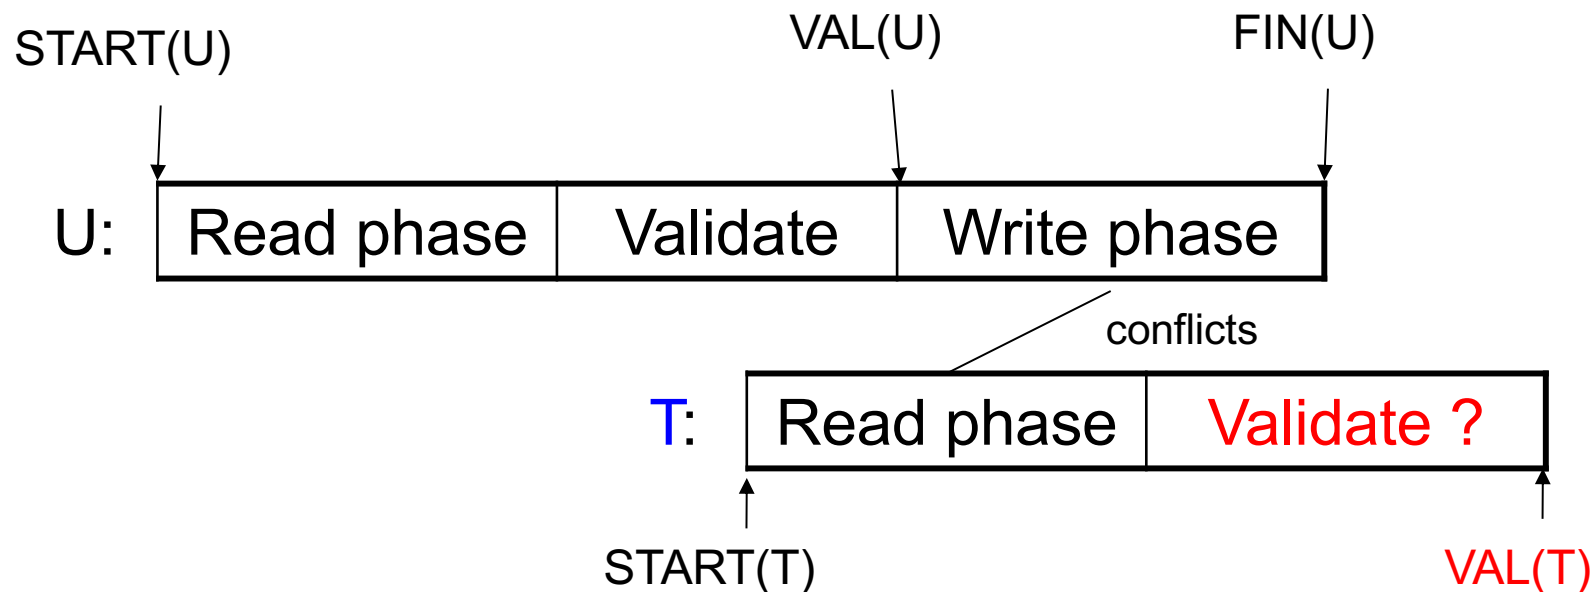 START(U) VAL(U) FIN(U)
U: Read phase Validate Write phase
conflicts
T: Read phase Validate ?
START(T) VAL(T)